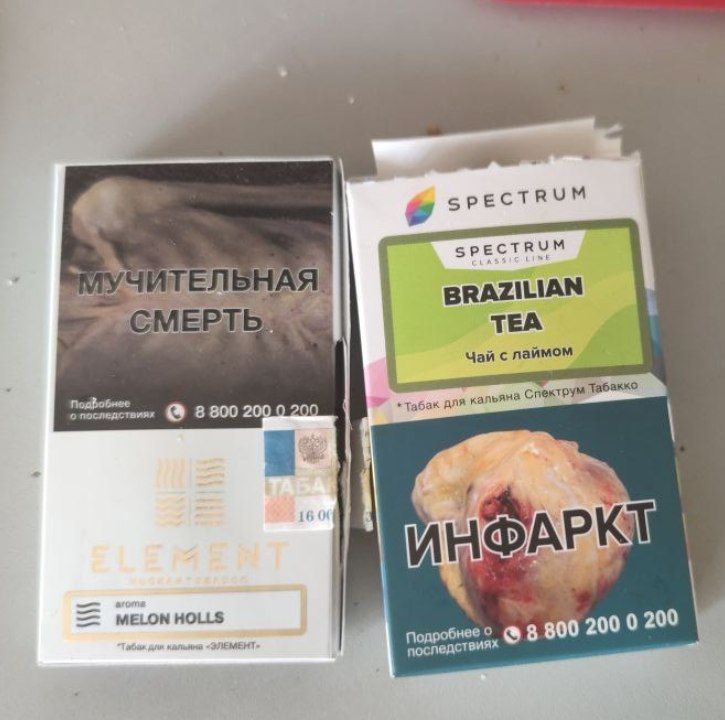 МУЧИТЕЛЬНАЯ
СМЕРТЬ
Подробнее
о последствиях 8 800 200 0 200
ТАБА
16 00
ELEMENT
aroma
MELON HOLLS
*Табак для кальяна «ЭЛЕМЕНТ»
SPECTRUM
SPECTRUM
CLASSIC LINE
BRAZILIAN
TEA
Чай с лаймом
*Табак для кальяна Спектрум Табакко
ИНФАРКТ
Подробнее о
последствиях 8 800 200 0 200